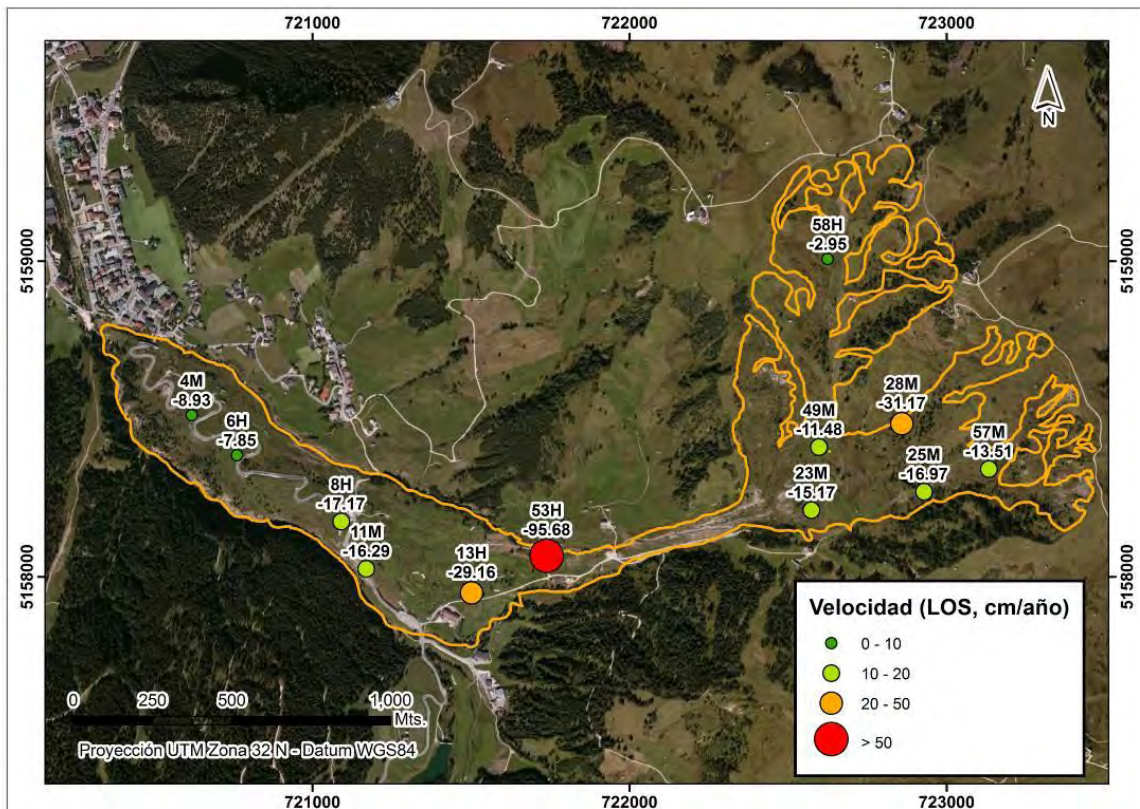 721000
722000
723000
N
5159000
5159000
58H
-2.95
4M
-8.93
6H
-7.85
28M
-31.17
49M
-11.48
57M
-13.51
25M
-16.97
23M
-15.17
8H
-17.17
53H
-95.68
11M
-16.29
13H
-29.16
5158000
5158000
Velocidad (LOS, cm/año)
0 - 10
10 - 20
20 - 50
> 50
0 250 500 1,000
Mts.
Proyección UTM Zona 32 N - Datum WGS84
721000
722000
723000